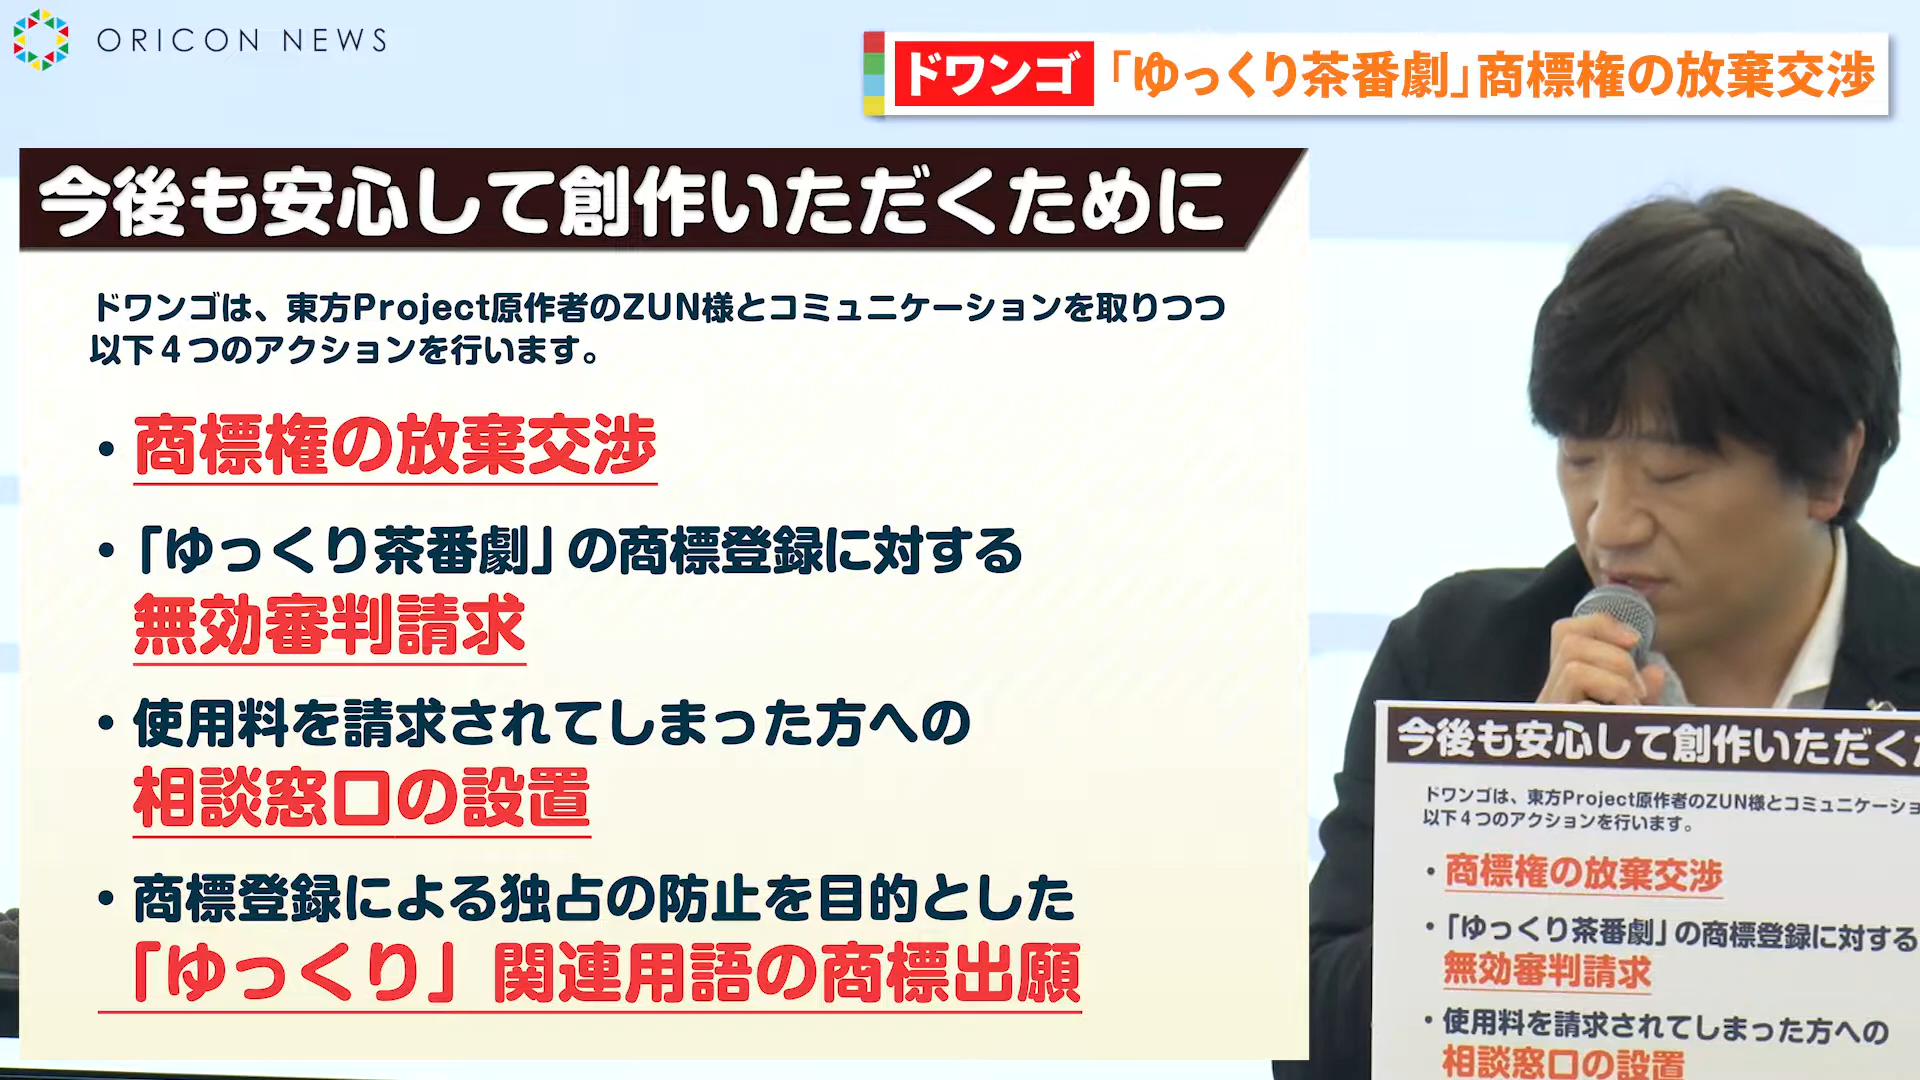 ORICON NEWS
ドワンゴ 「ゆっくり茶番劇」商標権の放棄交渉
今後も安心して創作いただくために
ドワンゴは、東方Project原作者のZUN様とコミュニケーションを取りつつ
以下4つのアクションを行います。
・商標権の放棄交渉
・「ゆっくり茶番劇」の商標登録に対する
無効審判請求
・使用料を請求されてしまった方への
相談窓口の設置
・商標登録による独占の防止を目的とした
「ゆっくり」関連用語の商標出願
今後も安心して創作いただく
ドワンゴは、東方Project原作者のZUN様とコミュニケーショ
以下4つのアクションを行います。
・商標権の放棄交渉
・「ゆっくり茶番劇」の商標登録に対する
無効審判請求
・使用料を請求されてしまった方への
相談窓口の設置